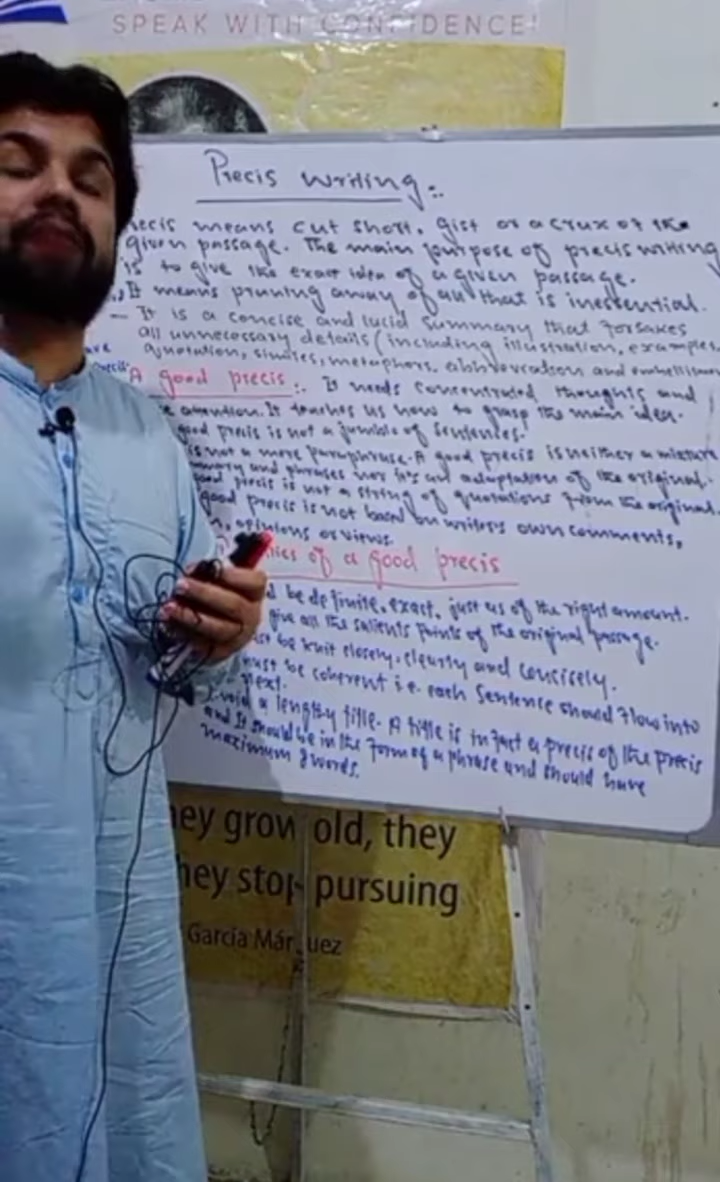 SPEAK WITH CONFIDENCE!
Precis writing:-
recis means cut short, gist or a crux of the
given passage. The main purpose of precis writing
is to give the exact idea of a given passage.
It means pruning away of all that is inessential.
– It is a concise and lucid summary that forsakes
all unnecessary details (including illustration, examples,
quotation, similes, metaphors, abbreviation and embellishmen
A good precis:- It needs concentrated thoughts and
attention. It teaches us how to grasp the main idea.
good precis is not a jumble of sentences.
is not a mere paraphrase. A good precis is neither a mixture
and phrases nor it's an adaptation of the original.
precis is not a string of quotations from the original.
good precis is not based on writers own comments,
opinions or views.
of a good precis
be definite, exact, just as of the right amount.
give all the salients points of the original passage.
be knit closely, clearly and concisely.
must be coherent i.e. each sentence should flow into
next.
a lengthy title. A title is infact a precis of the precis
and It should be in the form of a phrase and should have
maximum words.
hey grow old, they
hey stop pursuing
García Márquez